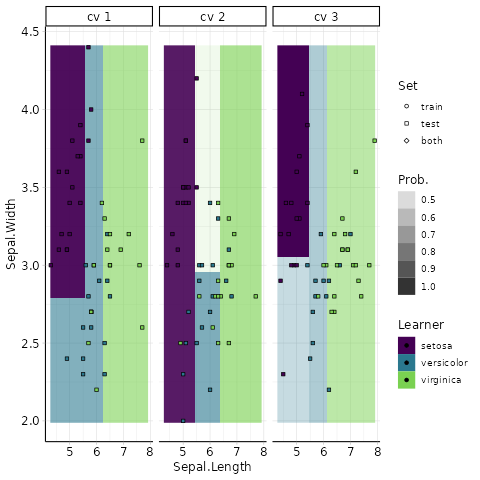 cv 1 cv 2 cv 3
4.5
4.0
3.5
3.0
2.5
2.0
Sepal.Width
5 6 7 8 5 6 7 8 5 6 7 8
Sepal.Length
Set
train
test
both
Prob.
0.5
0.6
0.7
0.8
0.9
1.0
Learner
setosa
versicolor
virginica